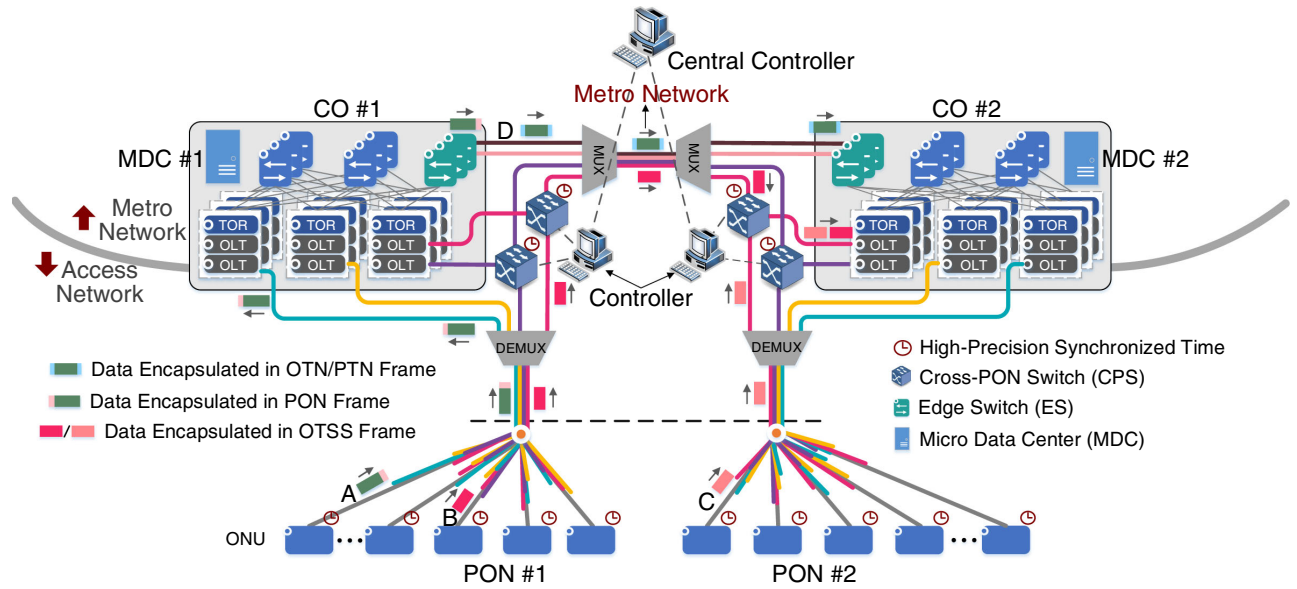 Central Controller
Metro Network
CO #1
CO #2
D
MUX
MUX
MDC #1
MDC #2
Metro
Network
Access
Network
TOR
OLT
OLT
TOR
OLT
OLT
TOR
OLT
OLT
TOR
OLT
OLT
TOR
OLT
OLT
TOR
OLT
OLT
Controller
DEMUX
DEMUX
Data Encapsulated in OTN/PTN Frame
Data Encapsulated in PON Frame
/
Data Encapsulated in OTSS Frame
High-Precision Synchronized Time
Cross-PON Switch (CPS)
Edge Switch (ES)
Micro Data Center (MDC)
A
B
C
ONU
...
...
PON #1
PON #2